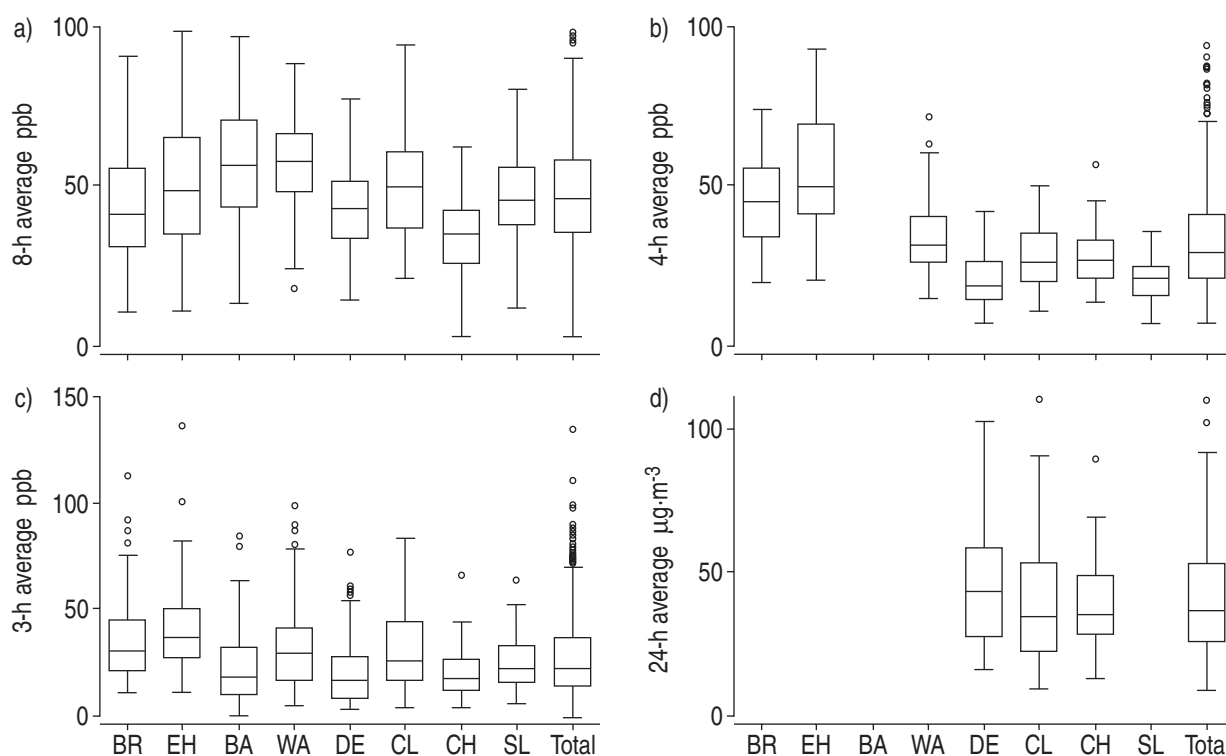 a)
100
50
0
8-h average ppb
b)
100
50
0
4-h average ppb
c)
150
100
50
0
3-h average ppb
BR EH BA WA DE CL CH SL Total
d)
100
50
0
24-h average µg·m-3
BR EH BA WA DE CL CH SL Total